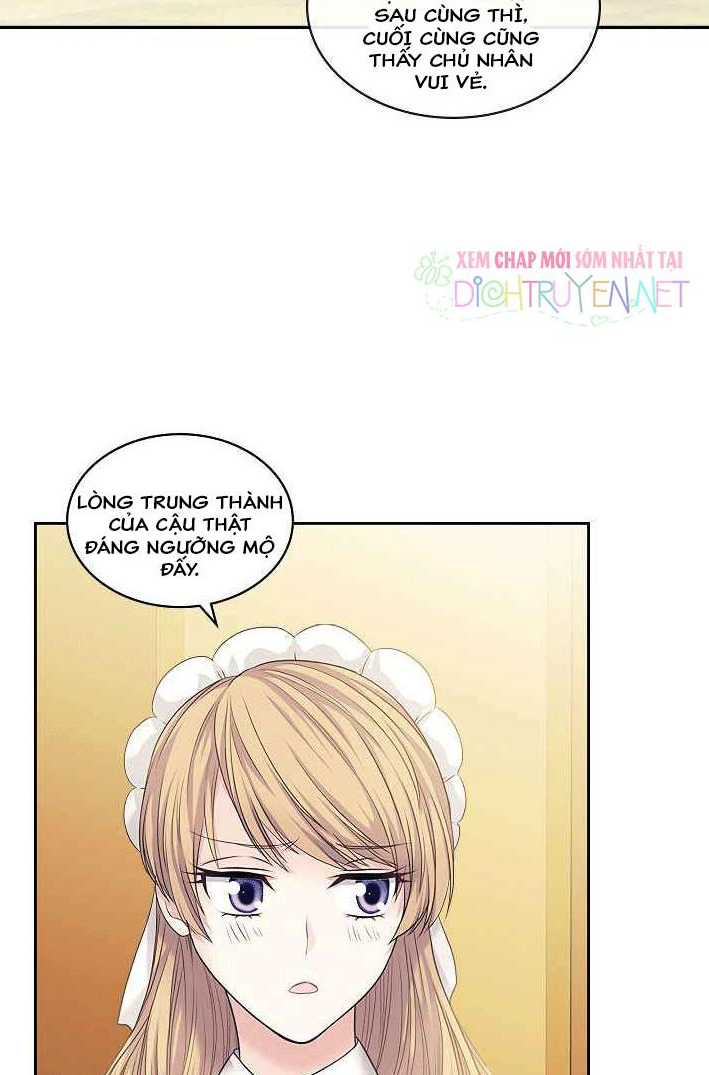 SAU CÙNG THÌ,
CUỐI CÙNG CŨNG
THẤY CHỦ NHÂN
VUI VẺ.
XEM CHAP MỚI SỚM NHẤT TẠI
DICHTRUYEN.NET
LÒNG TRUNG THÀNH
CỦA CẬU THẬT
ĐÁNG NGƯỠNG MỘ
ĐẤY.